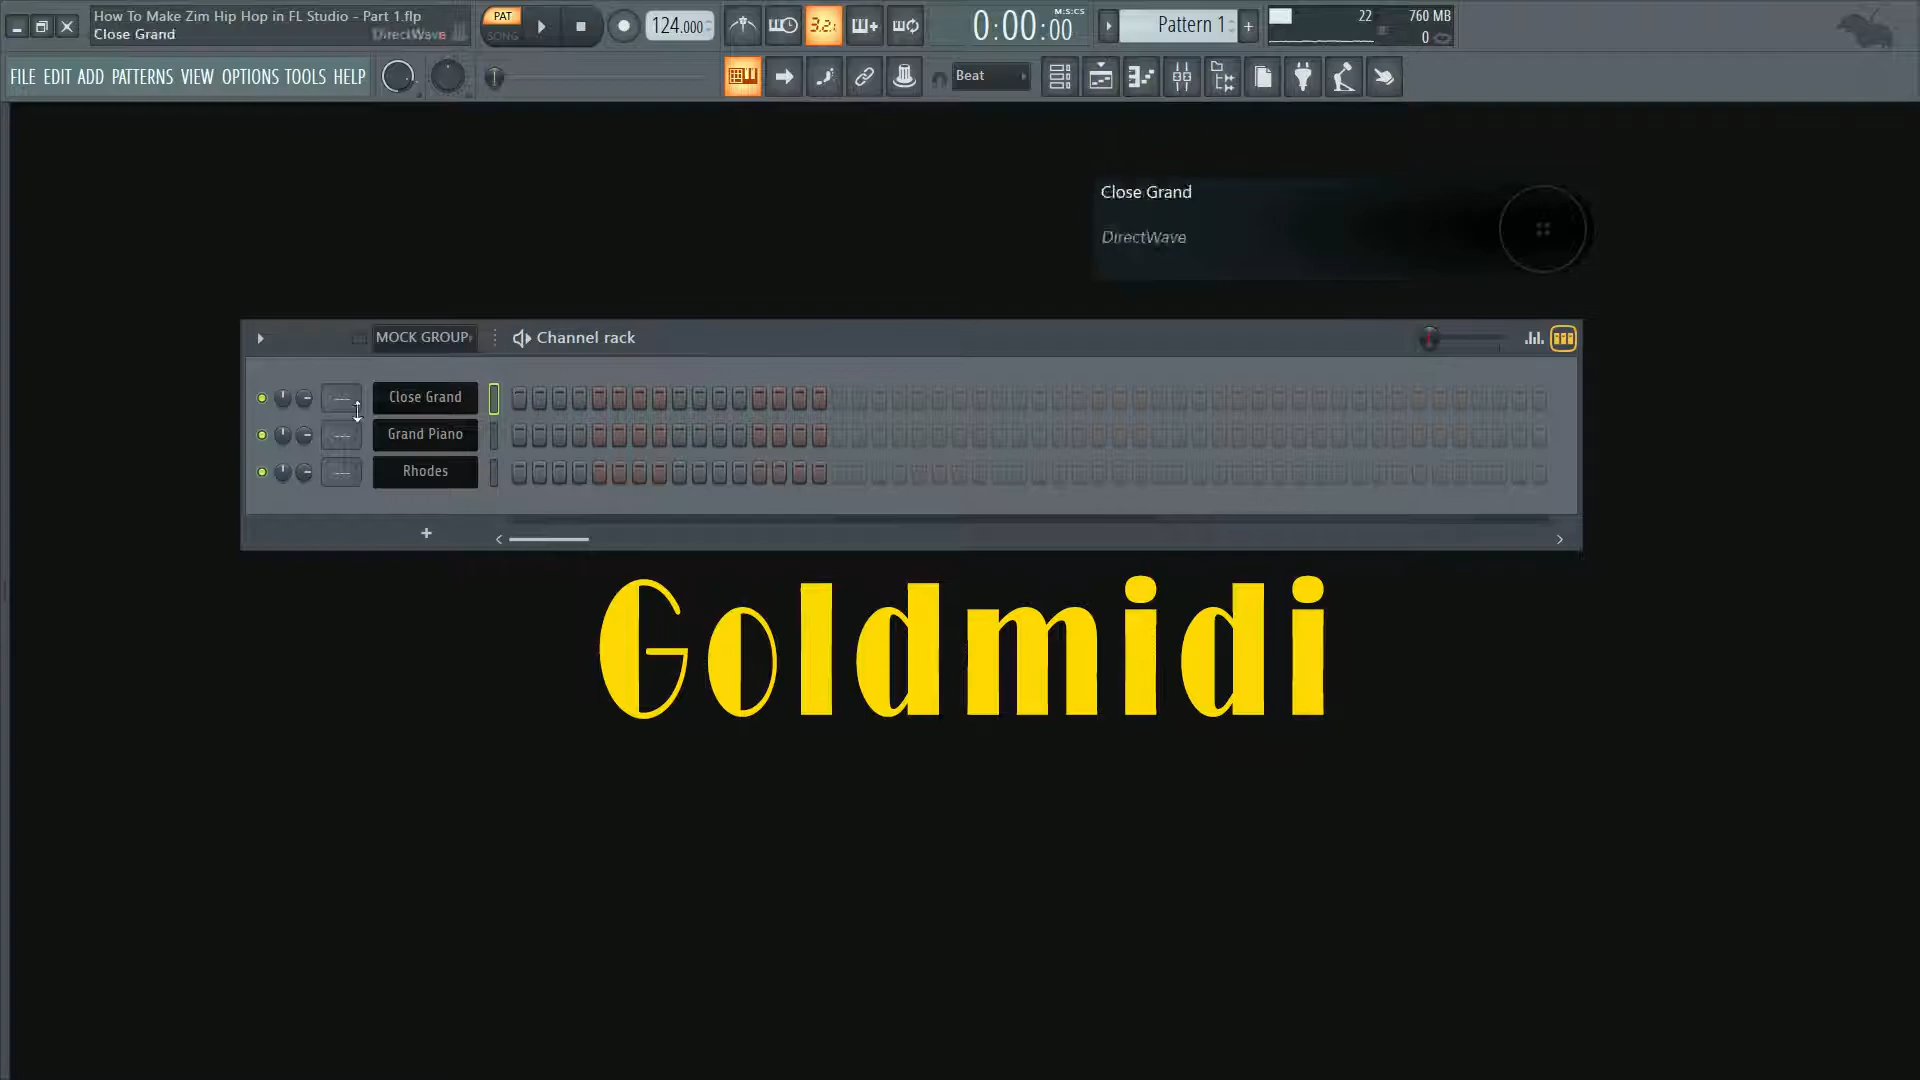 How To Make Zim Hip Hop in FL Studio - Part 1.flp
Close Grand DirectWave
PAT
SONG
124.000
3.2.
0:00:00
M:S:CS
Pattern 1
+
22
760 MB
0
FILE EDIT ADD PATTERNS VIEW OPTIONS TOOLS HELP
Beat
Close Grand
DirectWave
MOCK GROUP
Channel rack
--- Close Grand
--- Grand Piano
--- Rhodes
+
Goldmidi